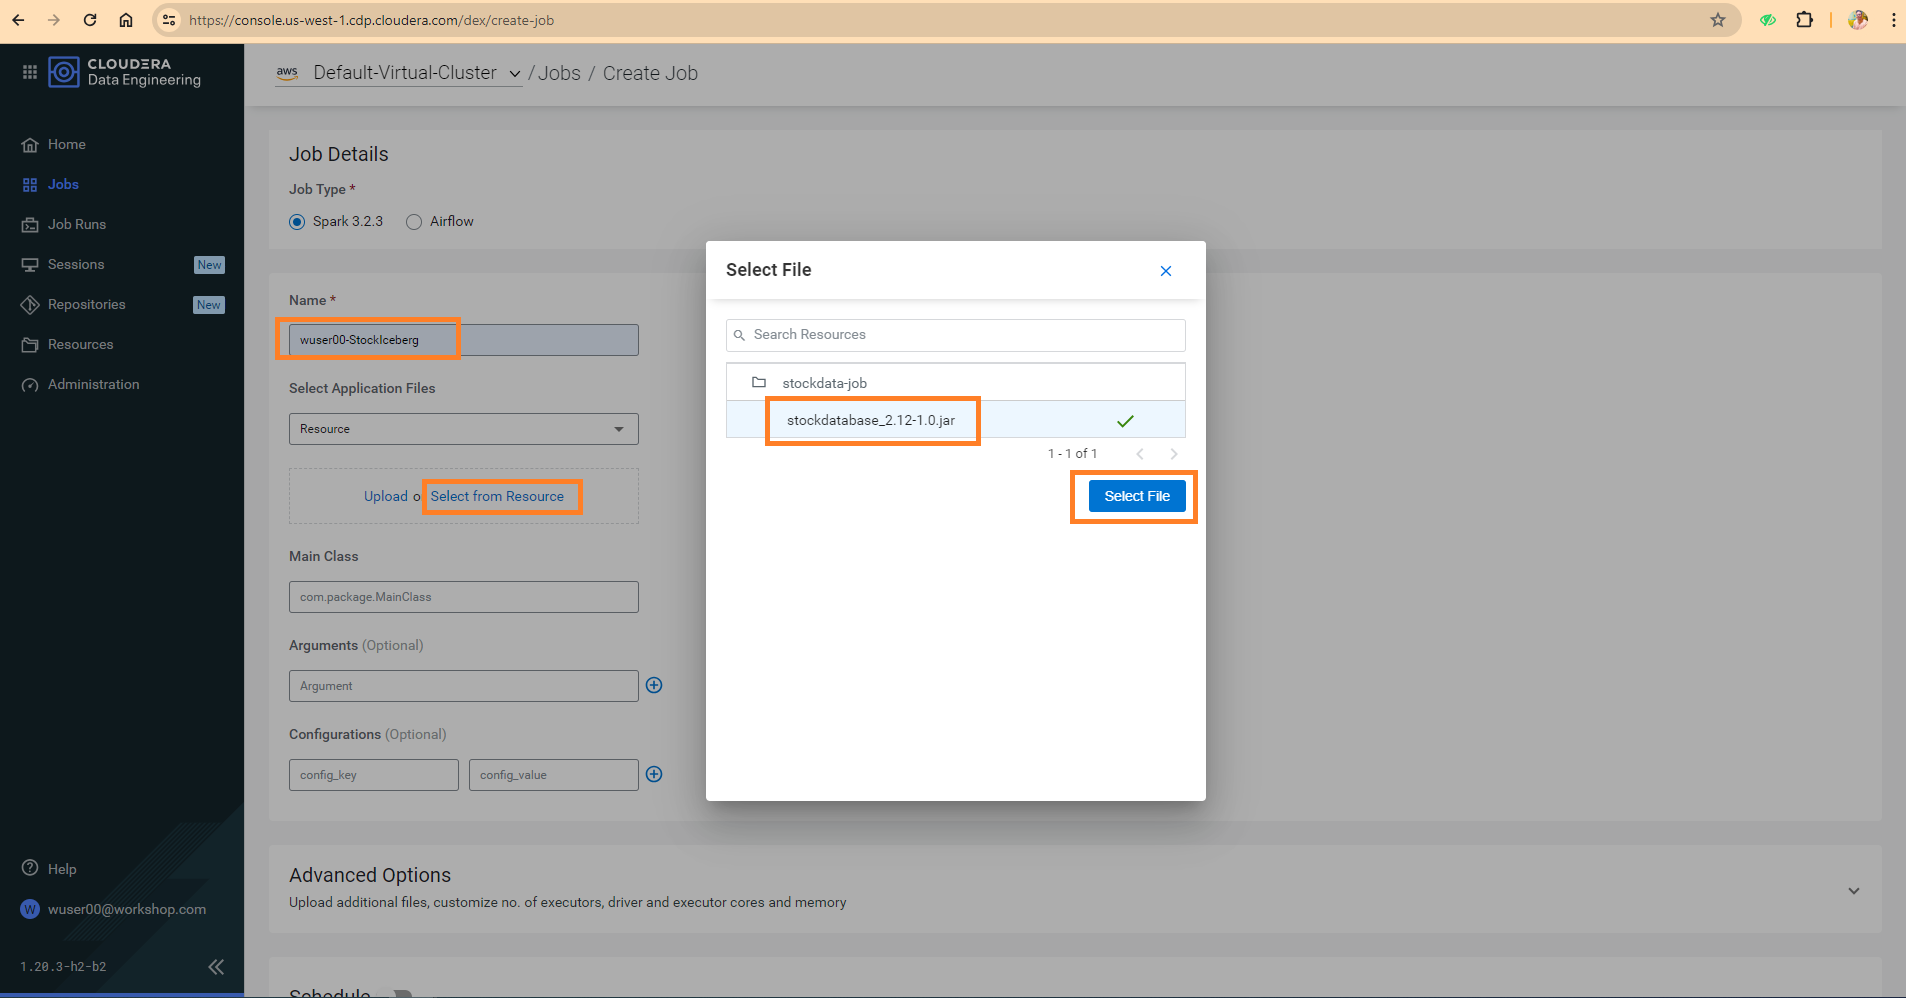 https://console.us-west-1.cdp.cloudera.com/dex/create-job
CLOUDERA
Data Engineering
Home
Jobs
Job Runs
Sessions New
Repositories New
Resources
Administration
Help
W wuser00@workshop.com
1.20.3-h2-b2
aws Default-Virtual-Cluster / Jobs / Create Job
Job Details
Job Type *
Spark 3.2.3 Airflow
Name *
wuser00-StockIceberg
Select Application Files
Resource
Upload o Select from Resource
Main Class
com.package.MainClass
Arguments (Optional)
Argument
Configurations (Optional)
config_key config_value
Select File
Search Resources
stockdata-job
stockdatabase_2.12-1.0.jar
1 - 1 of 1
Select File
Advanced Options
Upload additional files, customize no. of executors, driver and executor cores and memory
Schedule